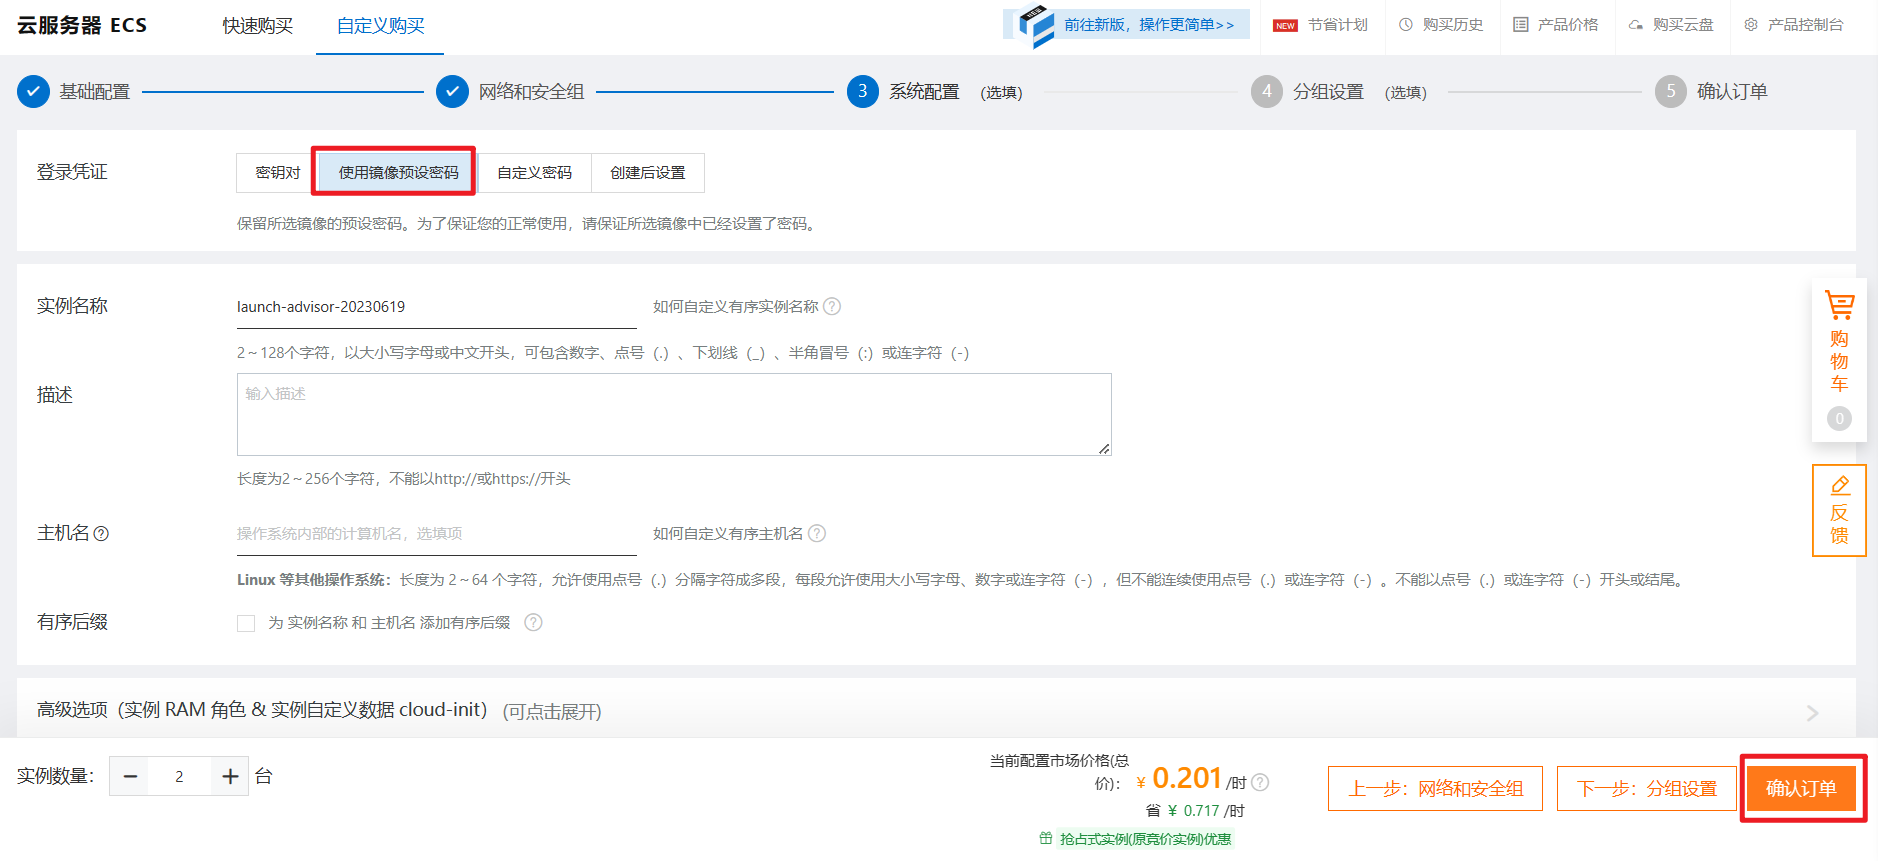 云服务器 ECS
快速购买
自定义购买
NEW
前往新版，操作更简单>>
NEW 节省计划
购买历史
产品价格
购买云盘
产品控制台
基础配置
网络和安全组
3 系统配置 (选填)
4 分组设置 (选填)
5 确认订单
登录凭证
密钥对
使用镜像预设密码
自定义密码
创建后设置
保留所选镜像的预设密码。为了保证您的正常使用，请保证所选镜像中已经设置了密码。
实例名称
launch-advisor-20230619
如何自定义有序实例名称 ?
2～128个字符，以大小写字母或中文开头，可包含数字、点号（.）、下划线（_）、半角冒号（:）或连字符（-）
描述
输入描述
长度为2～256个字符，不能以http://或https://开头
主机名 ?
操作系统内部的计算机名，选填项
如何自定义有序主机名 ?
Linux 等其他操作系统：长度为 2～64 个字符，允许使用点号（.）分隔字符成多段，每段允许使用大小写字母、数字或连字符（-），但不能连续使用点号（.）或连字符（-）。不能以点号（.）或连字符（-）开头或结尾。
有序后缀
为 实例名称 和 主机名 添加有序后缀 ?
高级选项（实例 RAM 角色 & 实例自定义数据 cloud-init） (可点击展开)
购物车
0
反馈
实例数量：
− 2 + 台
当前配置市场价格(总
价)： ¥ 0.201 /时 ?
省 ¥ 0.717 /时
抢占式实例(原竞价实例)优惠
上一步：网络和安全组
下一步：分组设置
确认订单